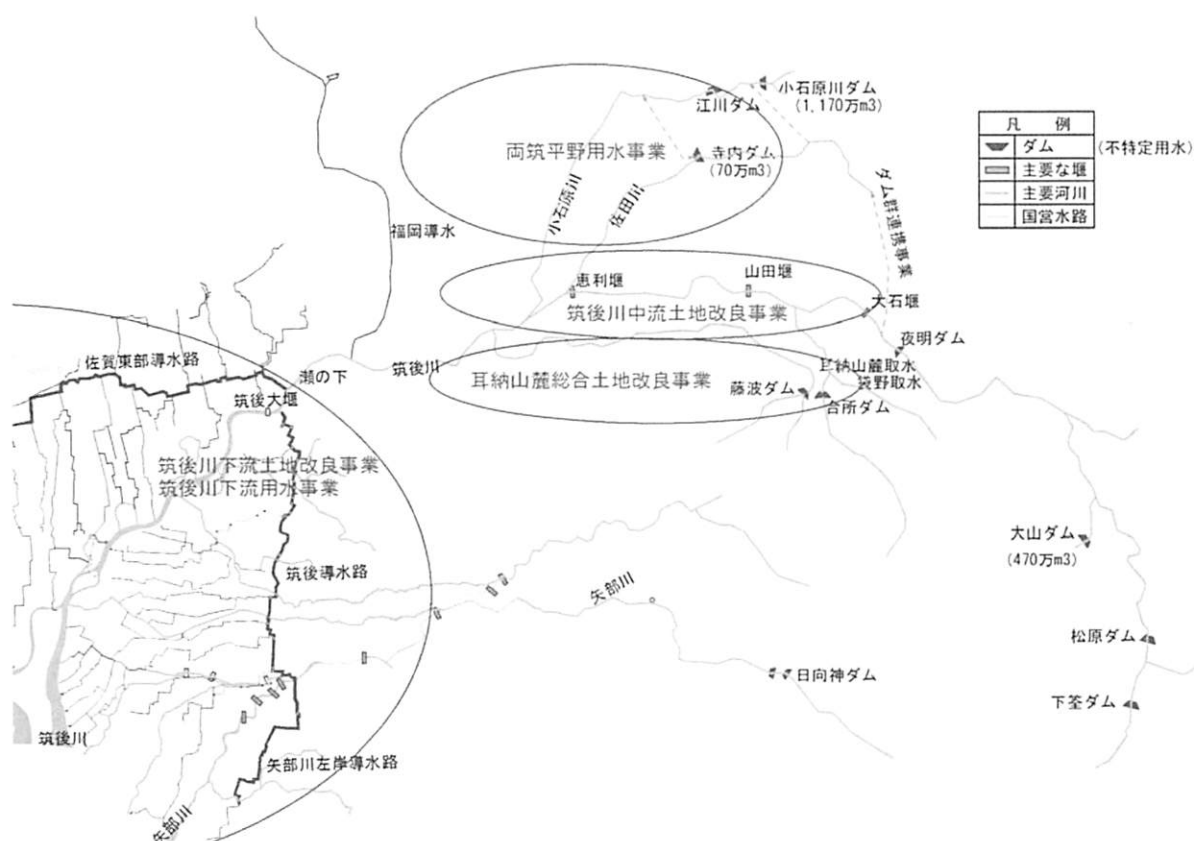 小石原川ダム
(1,170万m3)
江川ダム
凡 例
ダム
(不特定用水)
主要な堰
主要河川
国営水路
両筑平野用水事業
寺内ダム
(70万m3)
小石原川
佐田川
ダム群連携事業
福岡導水
恵利堰
山田堰
大石堰
筑後川中流土地改良事業
夜明ダム
佐賀東部導水路
瀬の下
筑後川
耳納山麓取水
袋野取水
耳納山麓総合土地改良事業
藤波ダム
合所ダム
筑後大堰
筑後川下流土地改良事業
筑後川下流用水事業
大山ダム
(470万m3)
筑後導水路
矢部川
松原ダム
日向神ダム
下筌ダム
筑後川
矢部川左岸導水路
矢部川